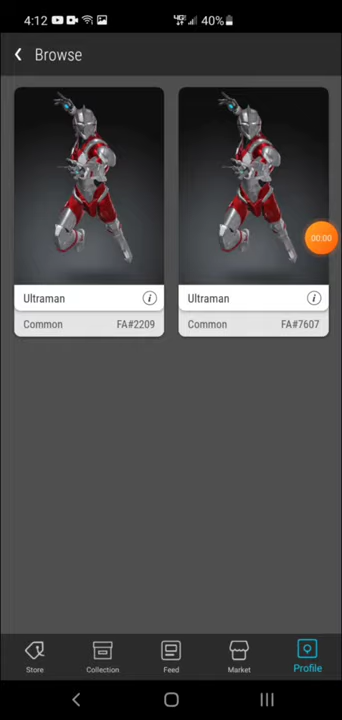 4:12
40%
Browse
00:00
Ultraman
Common FA#2209
Ultraman
Common FA#7607
Store
Collection
Feed
Market
Profile